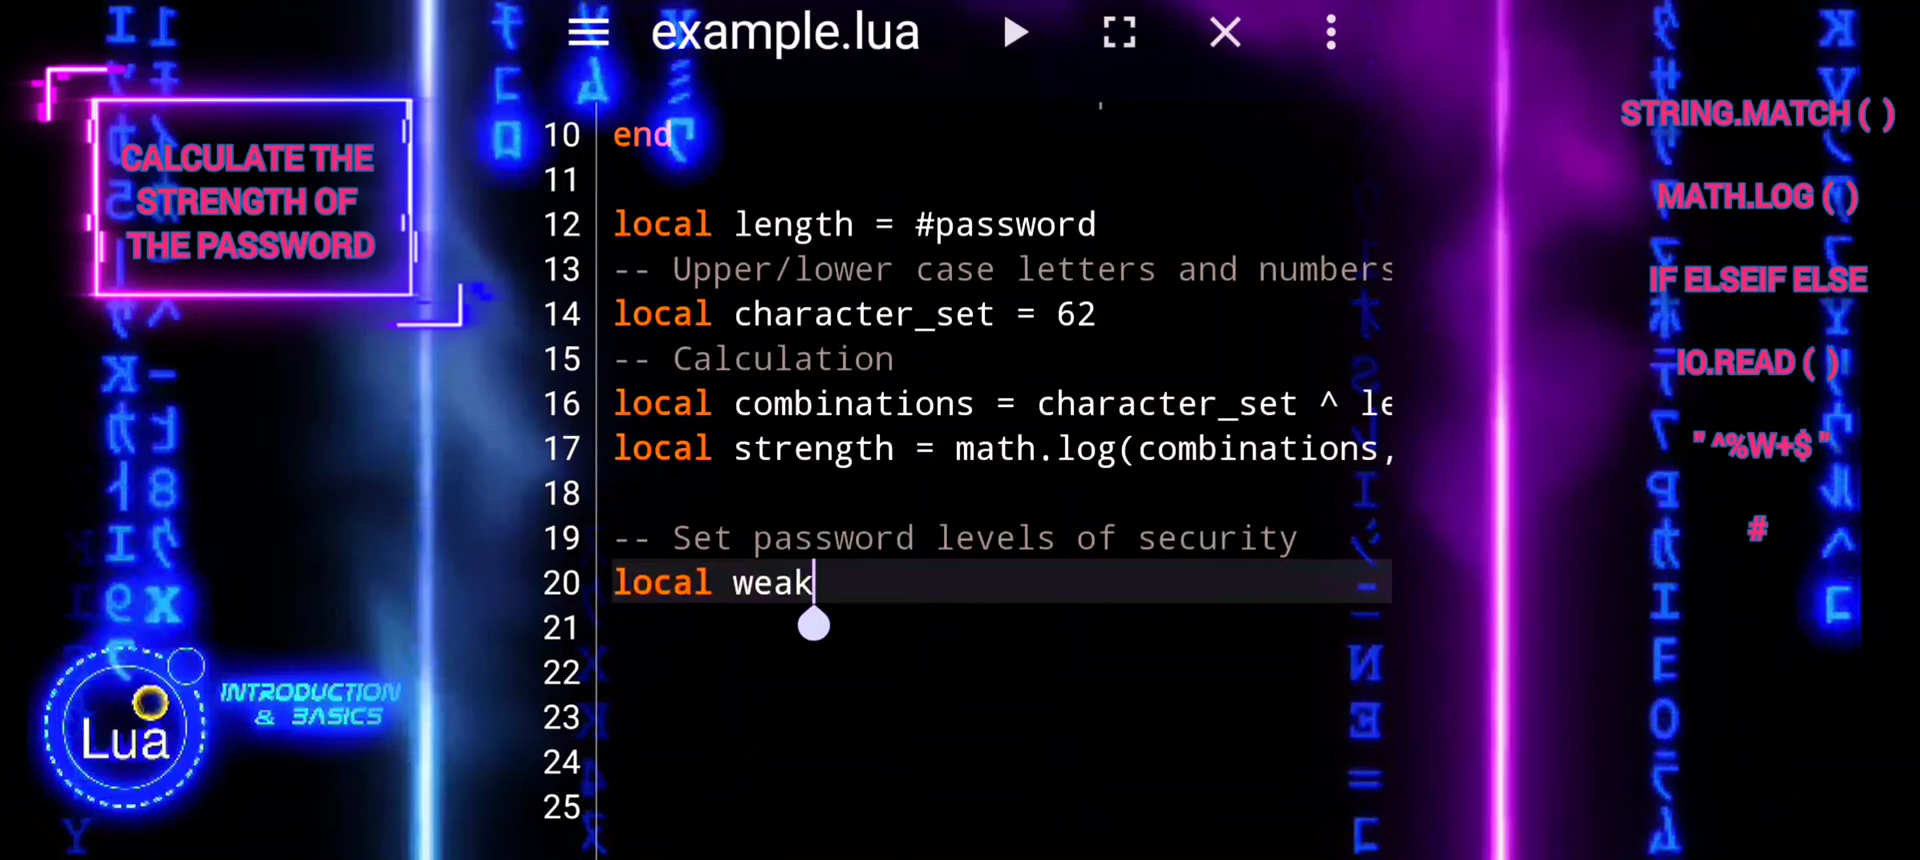 example.lua
CALCULATE THE
STRENGTH OF
THE PASSWORD
10 end
11
12 local length = #password
13 -- Upper/lower case letters and numbers
14 local character_set = 62
15 -- Calculation
16 local combinations = character_set ^ le
17 local strength = math.log(combinations,
18
19 -- Set password levels of security
20 local weak
21
22
23
24
25
STRING.MATCH ( )
MATH.LOG ( )
IF ELSEIF ELSE
IO.READ ( )
" ^%W+$ "
#
Lua
INTRODUCTION
& BASICS